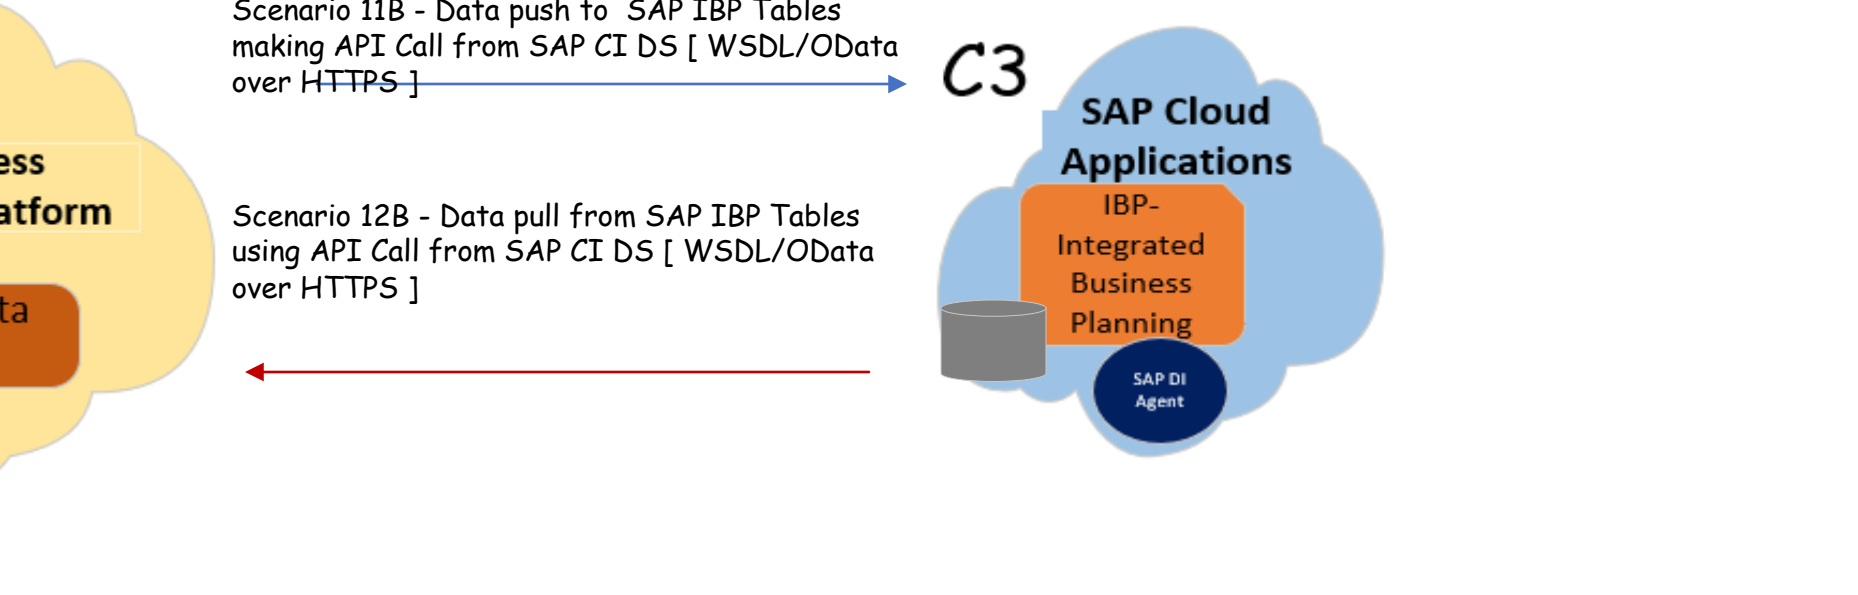 Scenario 11B - Data push to SAP IBP Tables
making API Call from SAP CI DS [ WSDL/OData
over HTTPS ]
C3
SAP Cloud
Applications
ess
atform
Scenario 12B - Data pull from SAP IBP Tables
using API Call from SAP CI DS [ WSDL/OData
over HTTPS ]
IBP-
Integrated
Business
Planning
ta
SAP DI
Agent